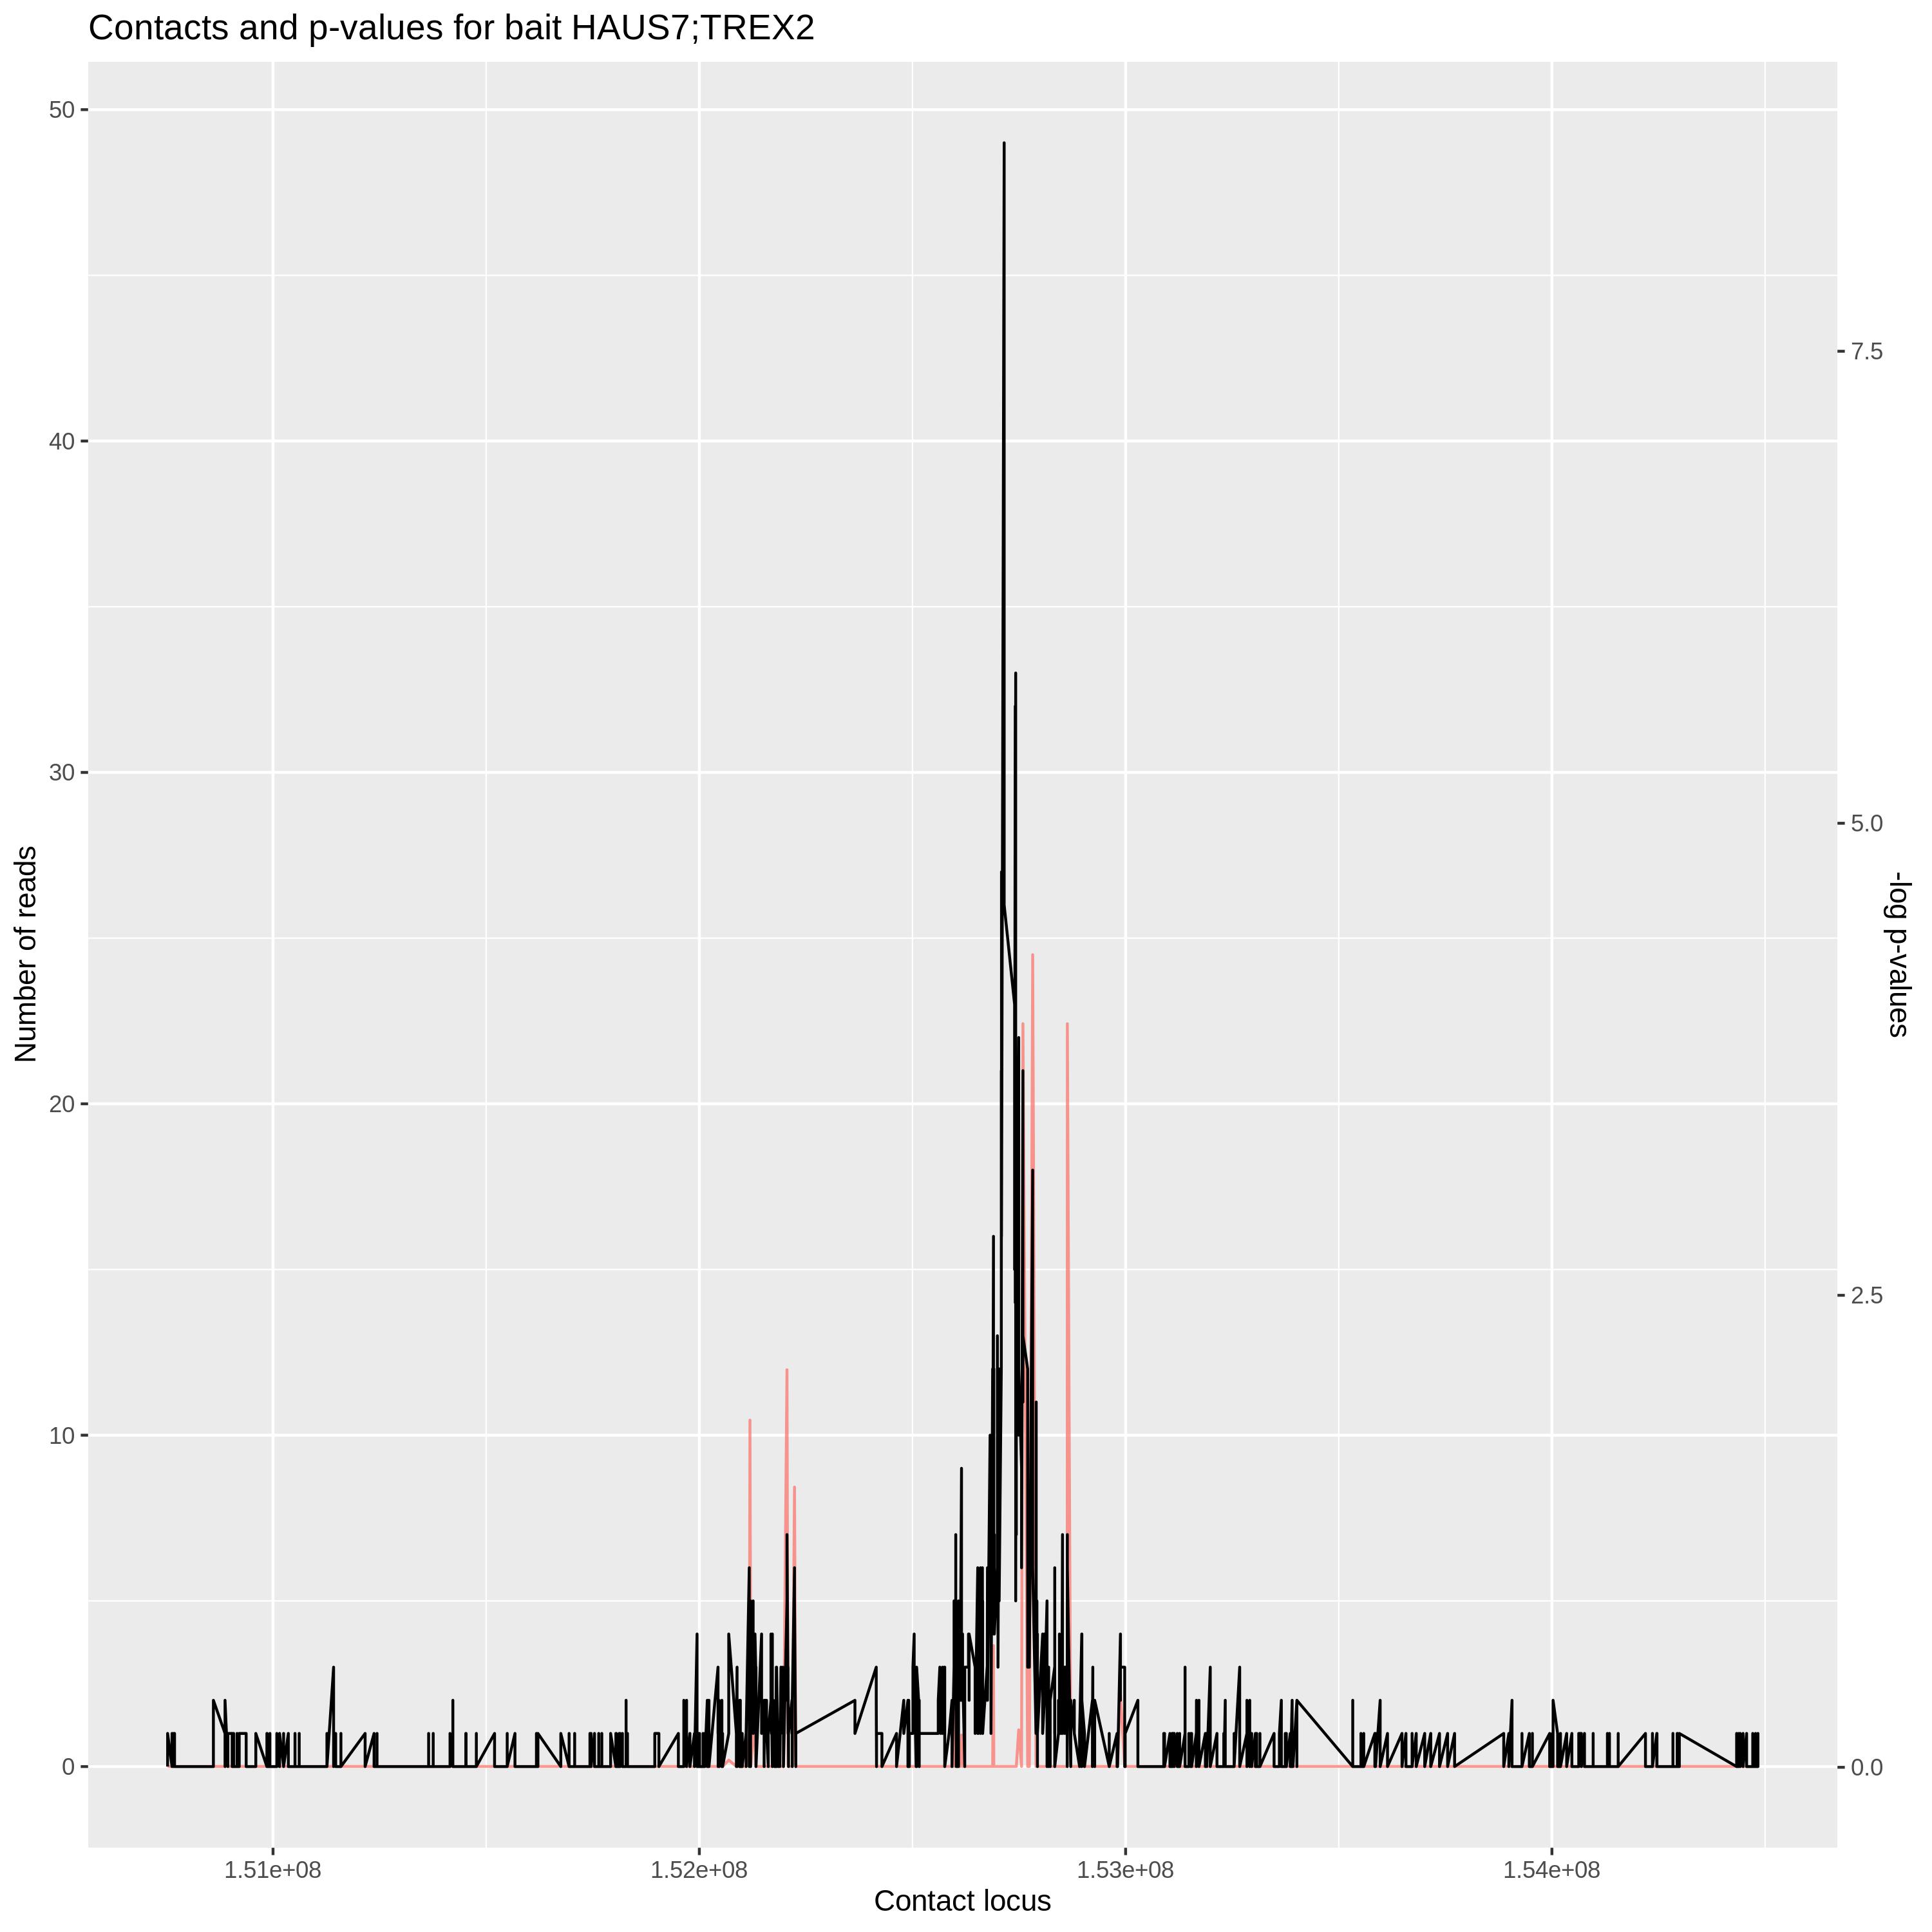 Contacts and p-values for bait HAUS7;TREX2
50
40
30
20
10
0
Number of reads
7.5
5.0
2.5
0.0
-log p-values
1.51e+08
1.52e+08
1.53e+08
1.54e+08
Contact locus